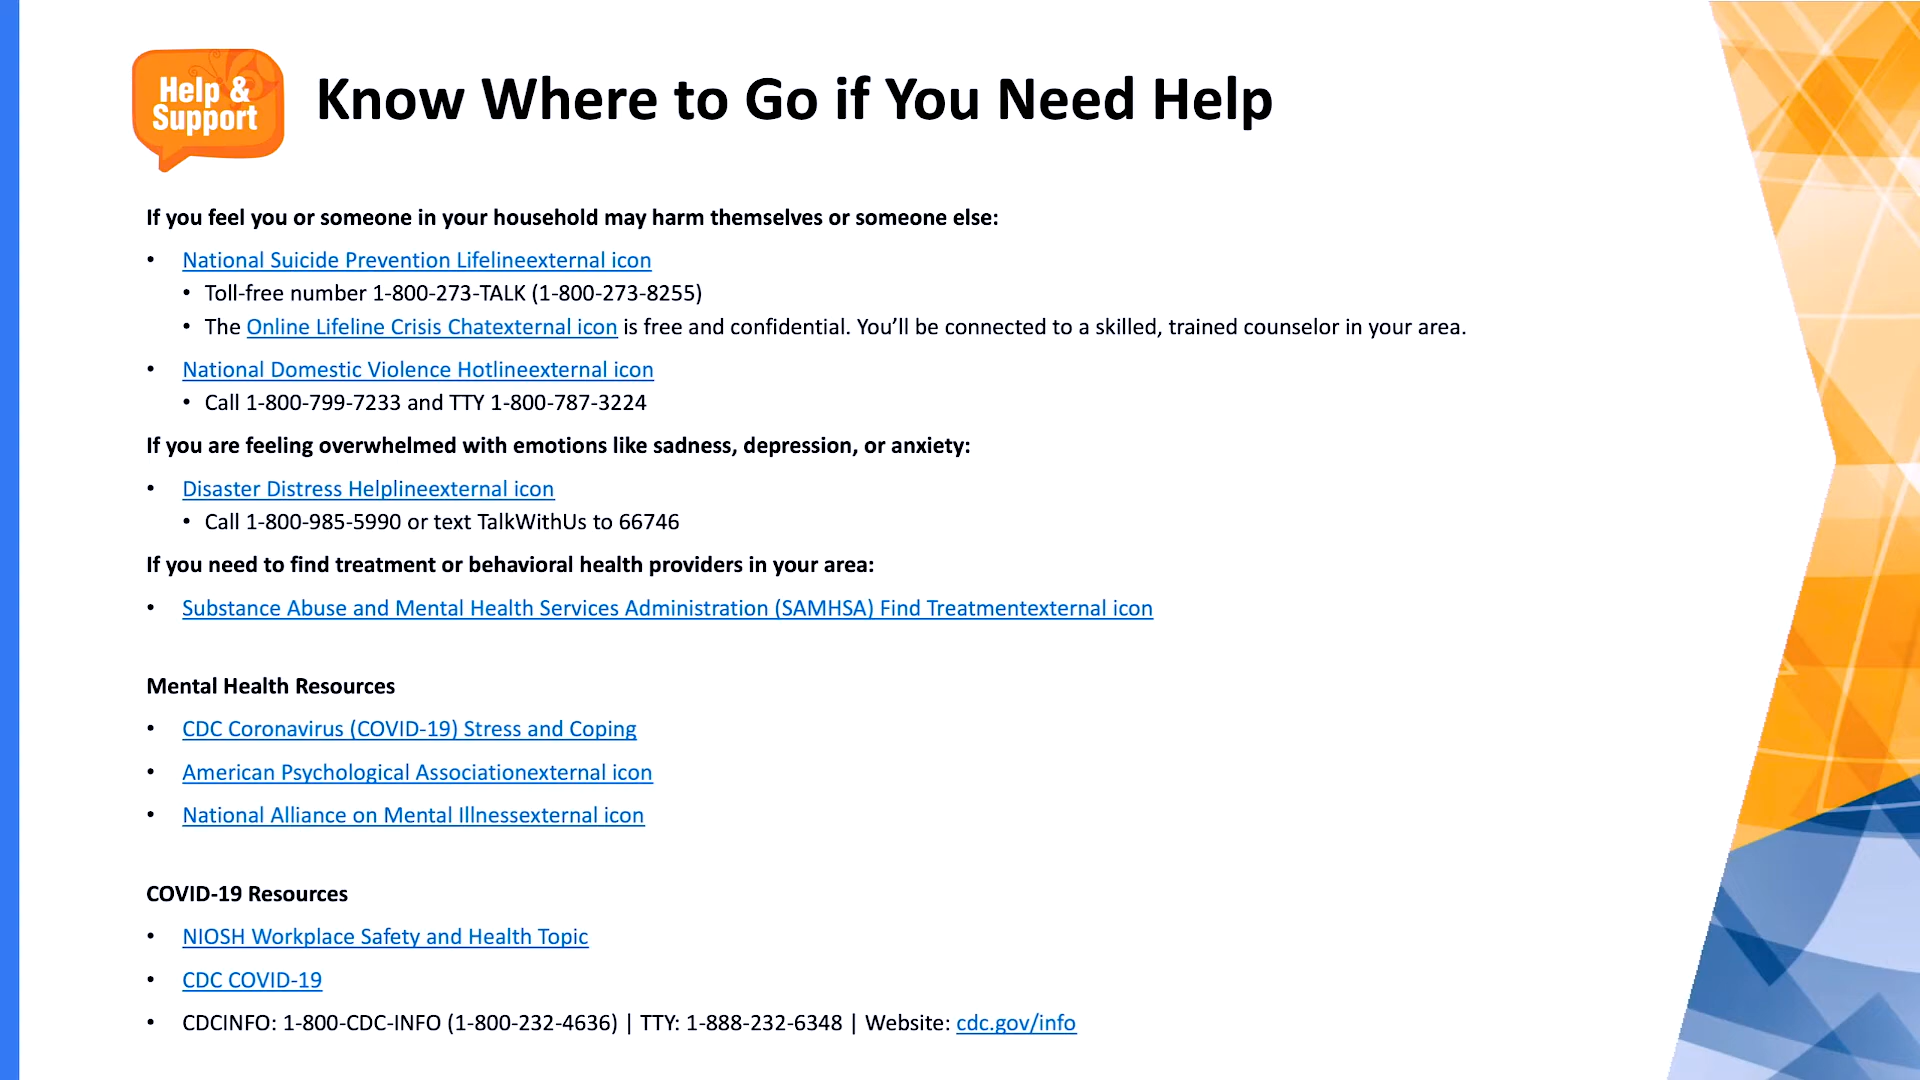 Help &
Support
Know Where to Go if You Need Help
If you feel you or someone in your household may harm themselves or someone else:
• National Suicide Prevention Lifelineexternal icon
• Toll-free number 1-800-273-TALK (1-800-273-8255)
• The Online Lifeline Crisis Chatexternal icon is free and confidential. You’ll be connected to a skilled, trained counselor in your area.
• National Domestic Violence Hotlineexternal icon
• Call 1-800-799-7233 and TTY 1-800-787-3224
If you are feeling overwhelmed with emotions like sadness, depression, or anxiety:
• Disaster Distress Helplineexternal icon
• Call 1-800-985-5990 or text TalkWithUs to 66746
If you need to find treatment or behavioral health providers in your area:
• Substance Abuse and Mental Health Services Administration (SAMHSA) Find Treatmentexternal icon
Mental Health Resources
• CDC Coronavirus (COVID-19) Stress and Coping
• American Psychological Associationexternal icon
• National Alliance on Mental Illnessexternal icon
COVID-19 Resources
• NIOSH Workplace Safety and Health Topic
• CDC COVID-19
• CDCINFO: 1-800-CDC-INFO (1-800-232-4636) | TTY: 1-888-232-6348 | Website: cdc.gov/info